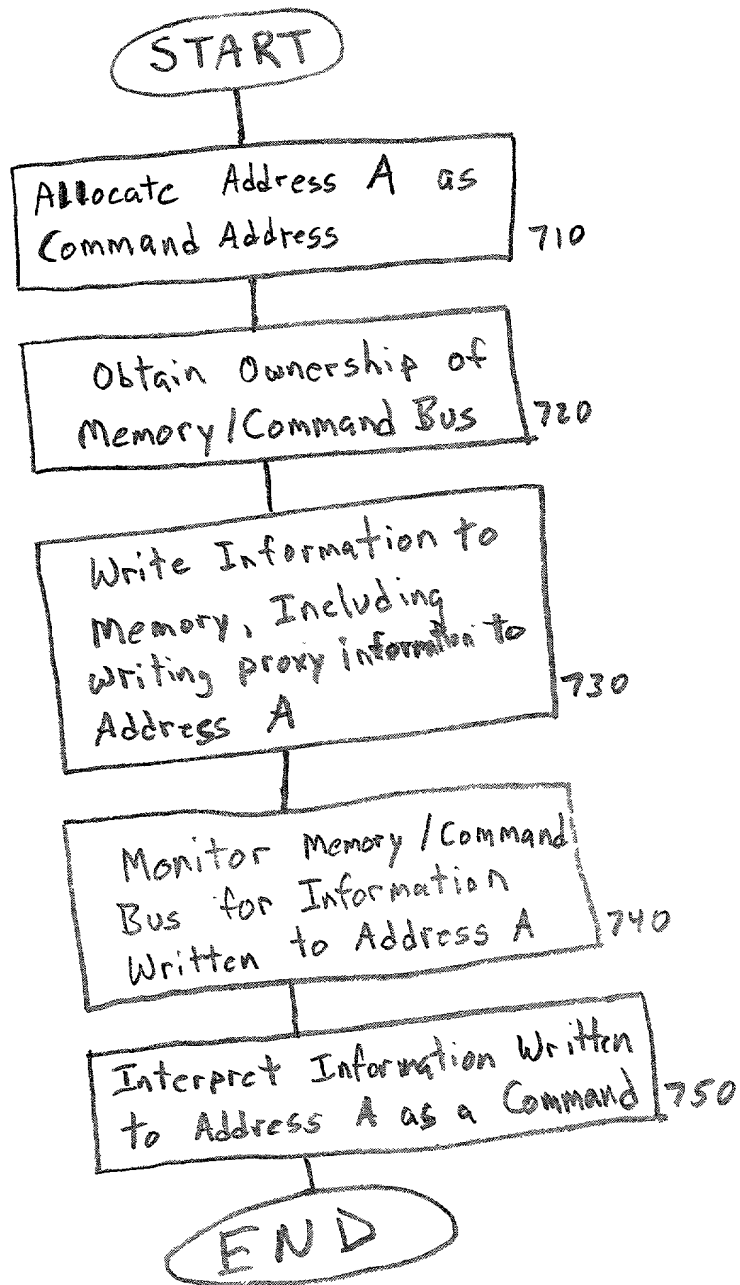 START
Allocate Address A as
Command Address
710
Obtain Ownership of
Memory/Command Bus
720
Write Information to
Memory, Including
writing proxy information to
Address A
730
Monitor Memory/Command
Bus for Information
Written to Address A
740
Interpret Information Written
to Address A as a Command
750
END